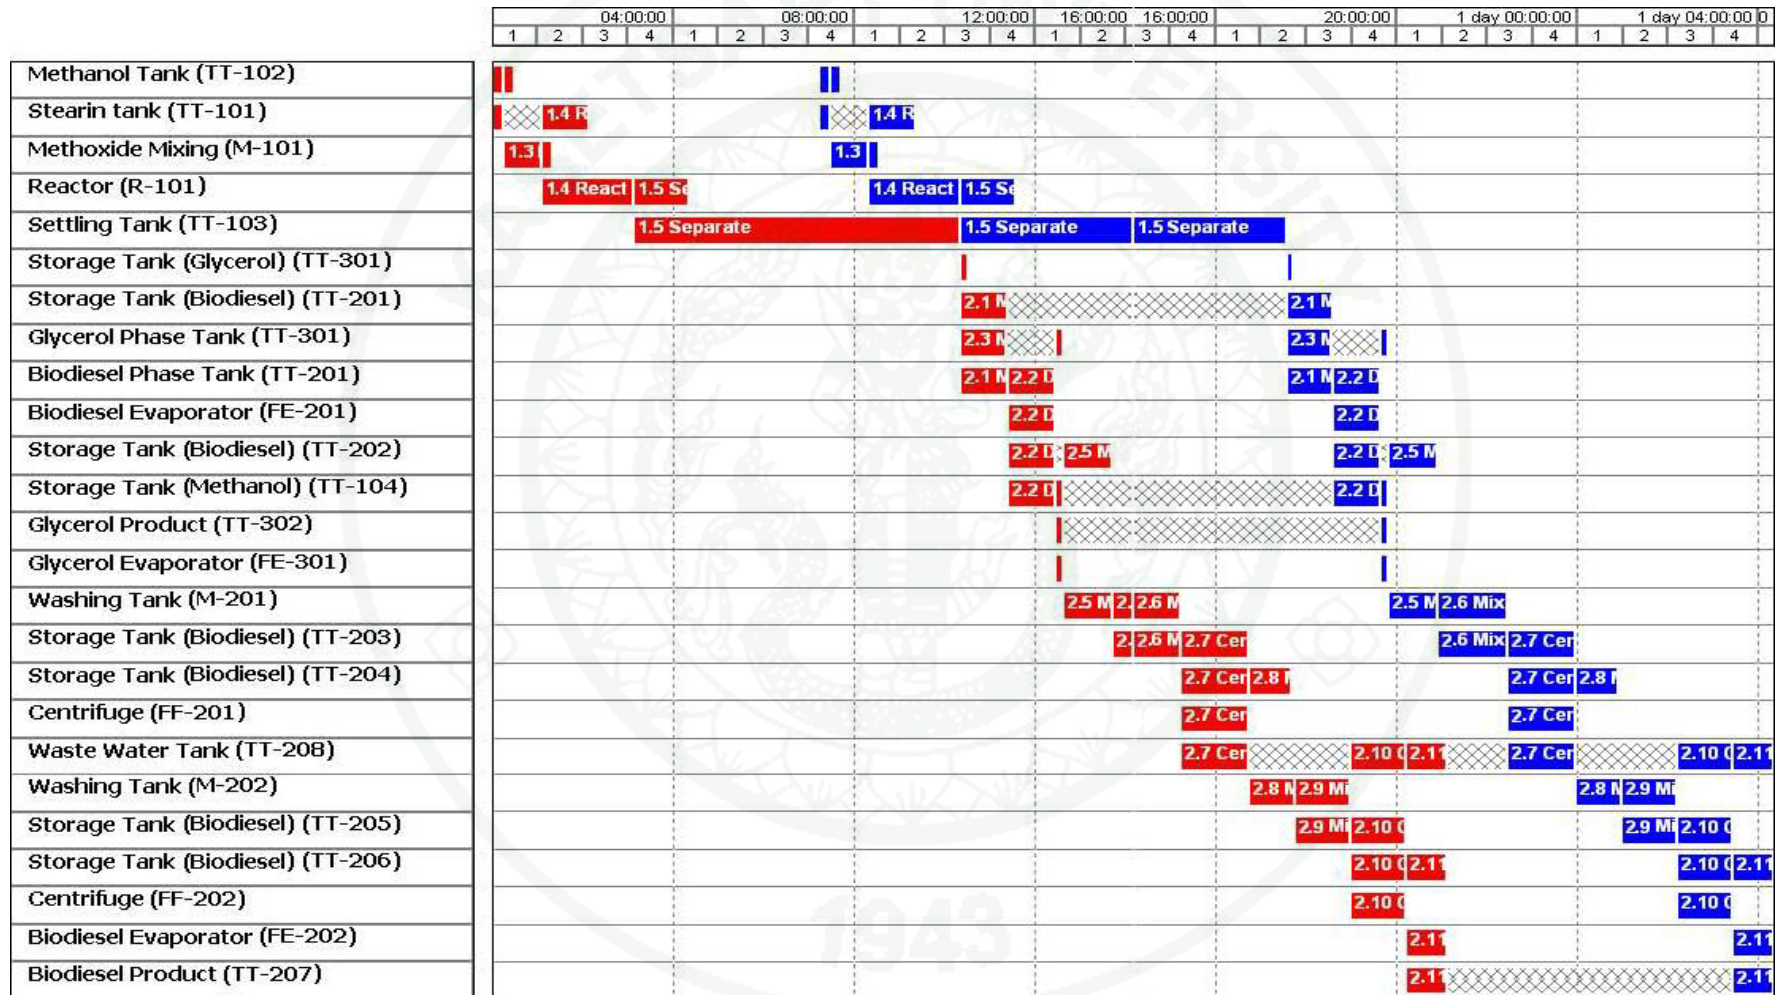 04:00:00 08:00:00 12:00:00 16:00:00 16:00:00 20:00:00 1 day 00:00:00 1 day 04:00:00 0
1 2 3 4 1 2 3 4 1 2 3 4 1 2 3 4 1 2 3 4 1 2 3 4 1 2 3 4
Methanol Tank (TT-102)
Stearin tank (TT-101) 1.4 R 1.4 R
Methoxide Mixing (M-101) 1.3 1.3
Reactor (R-101) 1.4 React 1.5 Se 1.4 React 1.5 Se
Settling Tank (TT-103) 1.5 Separate 1.5 Separate 1.5 Separate
Storage Tank (Glycerol) (TT-301)
Storage Tank (Biodiesel) (TT-201) 2.1 M 2.1 M
Glycerol Phase Tank (TT-301) 2.3 M 2.3 M
Biodiesel Phase Tank (TT-201) 2.1 M 2.2 D 2.1 M 2.2 D
Biodiesel Evaporator (FE-201) 2.2 D 2.2 D
Storage Tank (Biodiesel) (TT-202) 2.2 D 2.5 M 2.2 D 2.5 M
Storage Tank (Methanol) (TT-104) 2.2 D 2.2 D
Glycerol Product (TT-302)
Glycerol Evaporator (FE-301)
Washing Tank (M-201) 2.5 M 2. 2.6 M 2.5 M 2.6 Mix
Storage Tank (Biodiesel) (TT-203) 2. 2.6 M 2.7 Cer 2.6 Mix 2.7 Cer
Storage Tank (Biodiesel) (TT-204) 2.7 Cer 2.8 M 2.7 Cer 2.8 M
Centrifuge (FF-201) 2.7 Cer 2.7 Cer
Waste Water Tank (TT-208) 2.7 Cer 2.10 C 2.11 2.7 Cer 2.10 C 2.11
Washing Tank (M-202) 2.8 M 2.9 Mi 2.8 M 2.9 Mi
Storage Tank (Biodiesel) (TT-205) 2.9 Mi 2.10 C 2.9 Mi 2.10 C
Storage Tank (Biodiesel) (TT-206) 2.10 C 2.11 2.10 C 2.11
Centrifuge (FF-202) 2.10 C 2.10 C
Biodiesel Evaporator (FE-202) 2.11 2.11
Biodiesel Product (TT-207) 2.11 2.11
1943